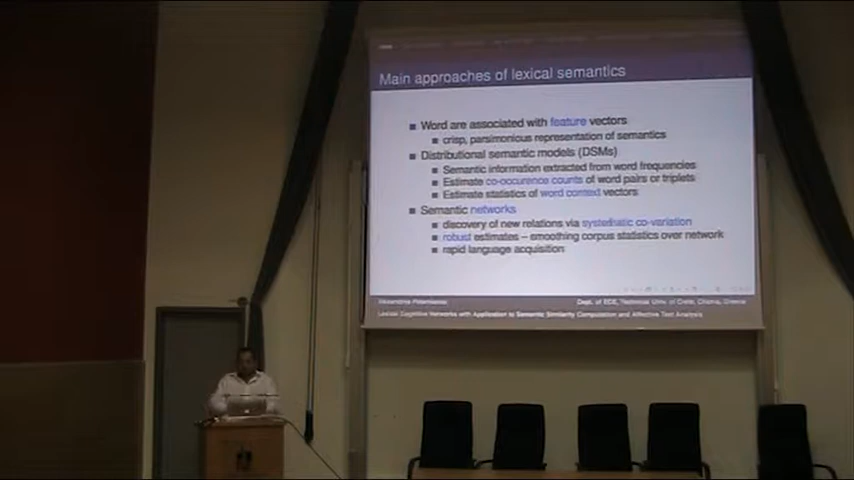 Main approaches of lexical semantics
Word are associated with feature vectors
crisp, parsimonious representation of semantics
Distributional semantic models (DSMs)
Semantic information extracted from word frequencies
Estimate co-occurence counts of word pairs or triplets
Estimate statistics of word context vectors
Semantic networks
discovery of new relations via systematic co-variation
robust estimates – smoothing corpus statistics over network
rapid language acquisition
Alexandros Potamianos
Dept. of ECE, Technical Univ. of Crete, Chania, Greece
Lexical Cognitive Networks with Application to Semantic Similarity Computation and Affective Text Analysis